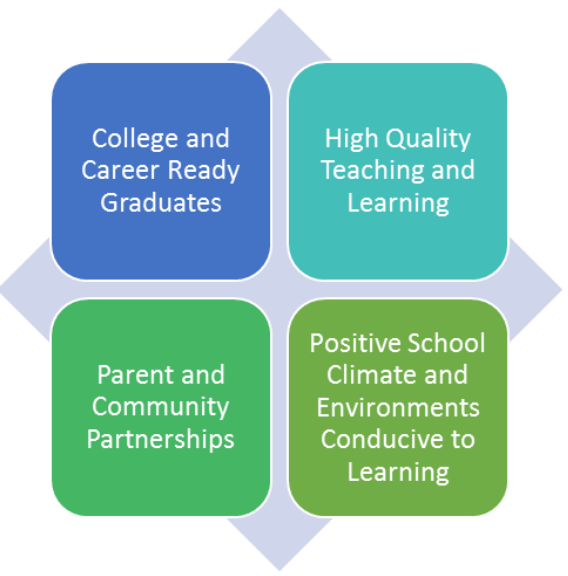 College and
Career Ready
Graduates
High Quality
Teaching and
Learning
Parent and
Community
Partnerships
Positive School
Climate and
Environments
Conducive to
Learning